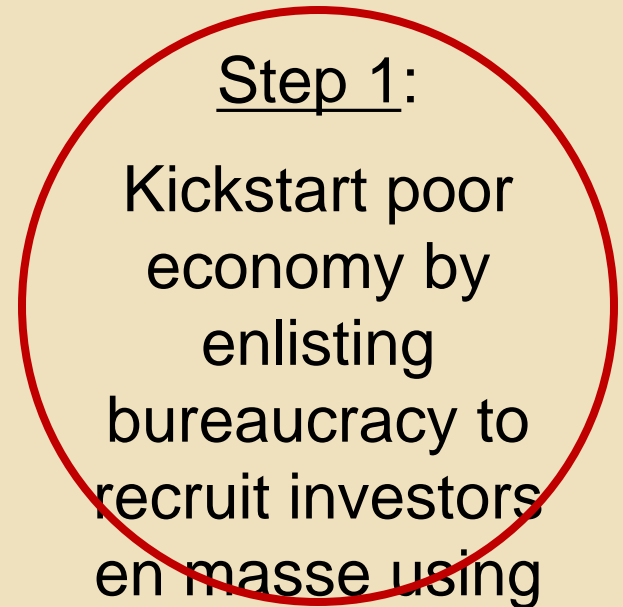 Step 1:
Kickstart poor
economy by
enlisting
bureaucracy to
recruit investors
en masse using